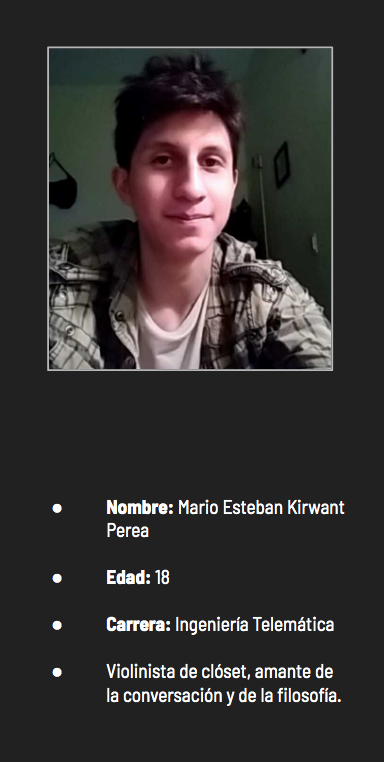 ● Nombre: Mario Esteban Kirwant
Perea
● Edad: 18
● Carrera: Ingeniería Telemática
● Violinista de clóset, amante de
la conversación y de la filosofía.